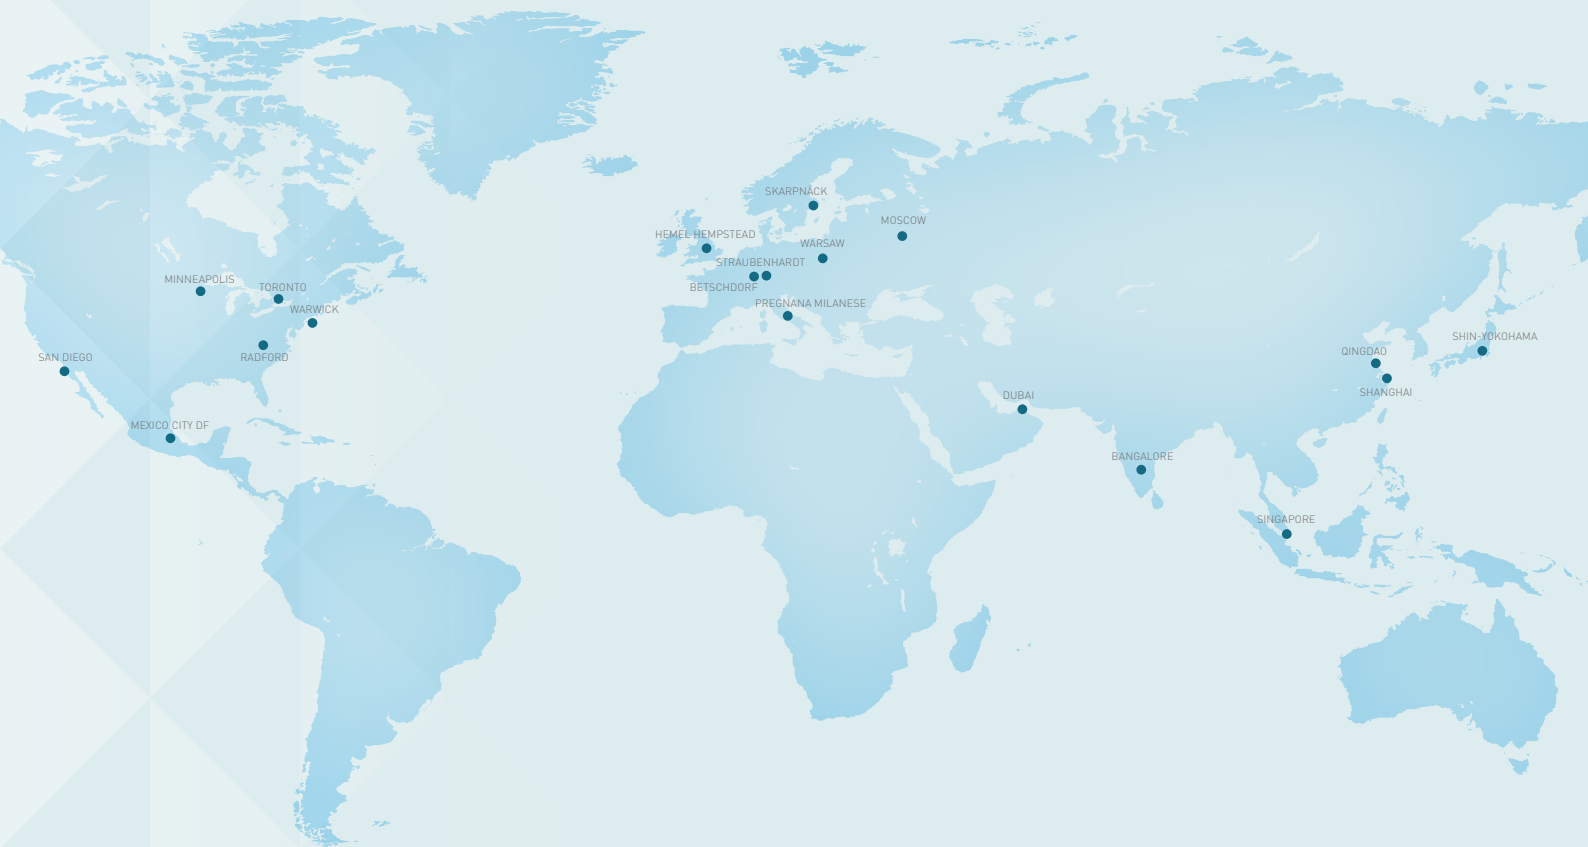 SKARPNÄCK
MOSCOW
HEMEL HEMPSTEAD
WARSAW
STRAUBENHARDT
MINNEAPOLIS
TORONTO
BETSCHDORF
PREGNANA MILANESE
WARWICK
SHIN-YOKOHAMA
QINGDAO
SAN DIEGO
RADFORD
SHANGHAI
DUBAI
MEXICO CITY DF
BANGALORE
SINGAPORE